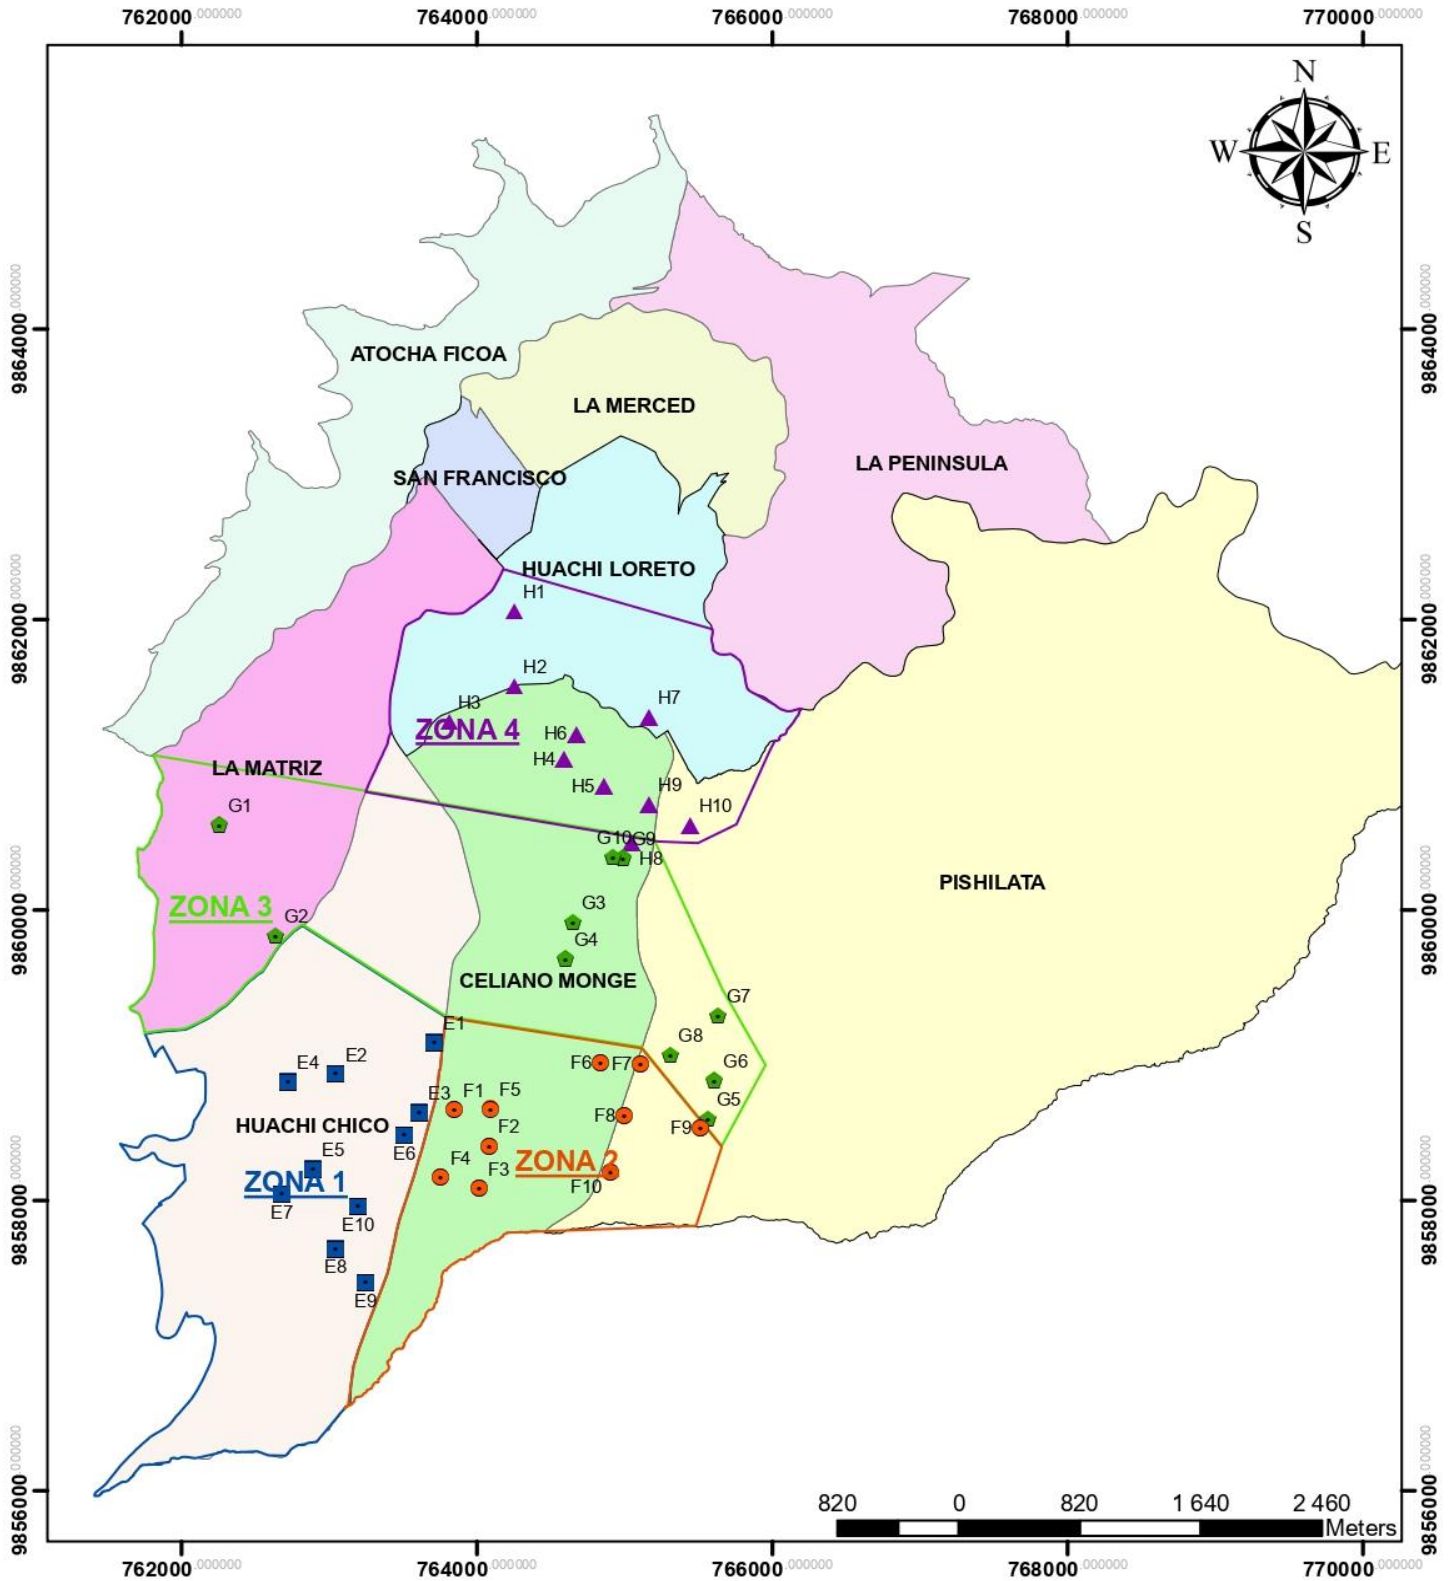 762000.000000 764000.000000 766000.000000 768000.000000 770000.000000
N
W E
S
9864000.000000
9864000.000000
ATOCHA FICOA
LA MERCED
LA PENINSULA
SAN FRANCISCO
HUACHI LORETO
H1
9862000.000000
9862000.000000
H2
H3
H7
ZONA 4
H6
H4
LA MATRIZ
H5
H9
G1
H10
G10
G9
H8
PISHILATA
ZONA 3
G2
G3
9860000.000000
9860000.000000
G4
CELIANO MONGE
G7
E1
G8
E4
E2
F6
F7
G6
E3
F1
F5
G5
HUACHI CHICO
F2
F8
F9
E5
E6
F4
F3
ZONA 2
ZONA 1
F10
E7
E10
9858000.000000
9858000.000000
E8
E9
9856000.000000
9856000.000000
820 0 820 1 640 2 460
Meters
762000.000000 764000.000000 766000.000000 768000.000000 770000.000000